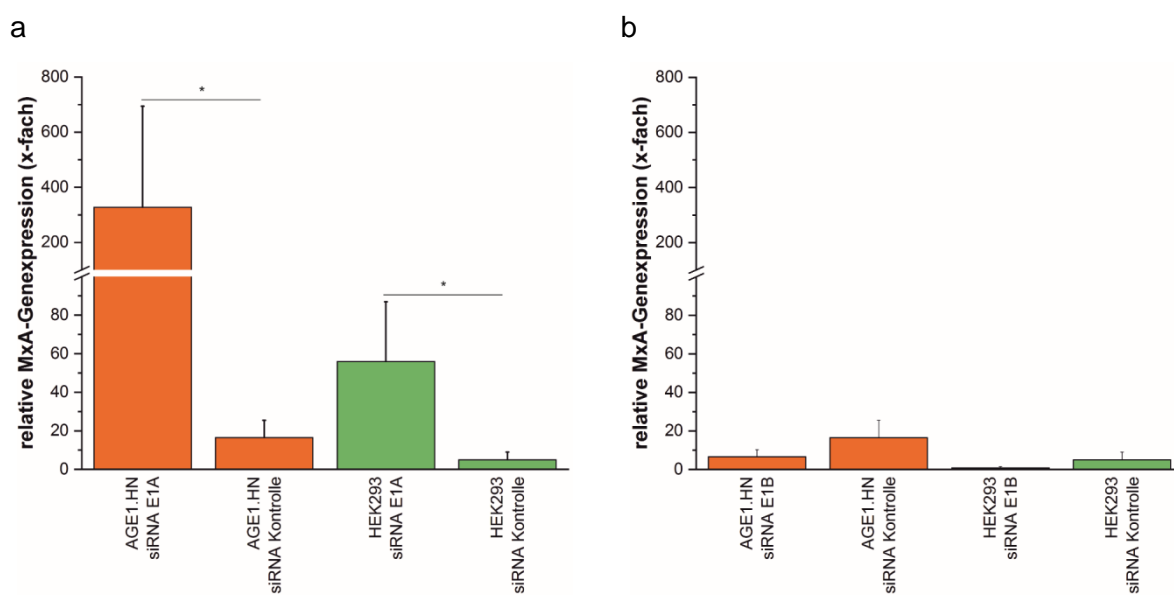 a
relative MxA-Genexpression (x-fach)
800
600
400
200
80
60
40
20
0
*
*
AGE1.HN
siRNA E1A
AGE1.HN
siRNA Kontrolle
HEK293
siRNA E1A
HEK293
siRNA Kontrolle
b
relative MxA-Genexpression (x-fach)
800
600
400
200
80
60
40
20
0
AGE1.HN
siRNA E1B
AGE1.HN
siRNA Kontrolle
HEK293
siRNA E1B
HEK293
siRNA Kontrolle